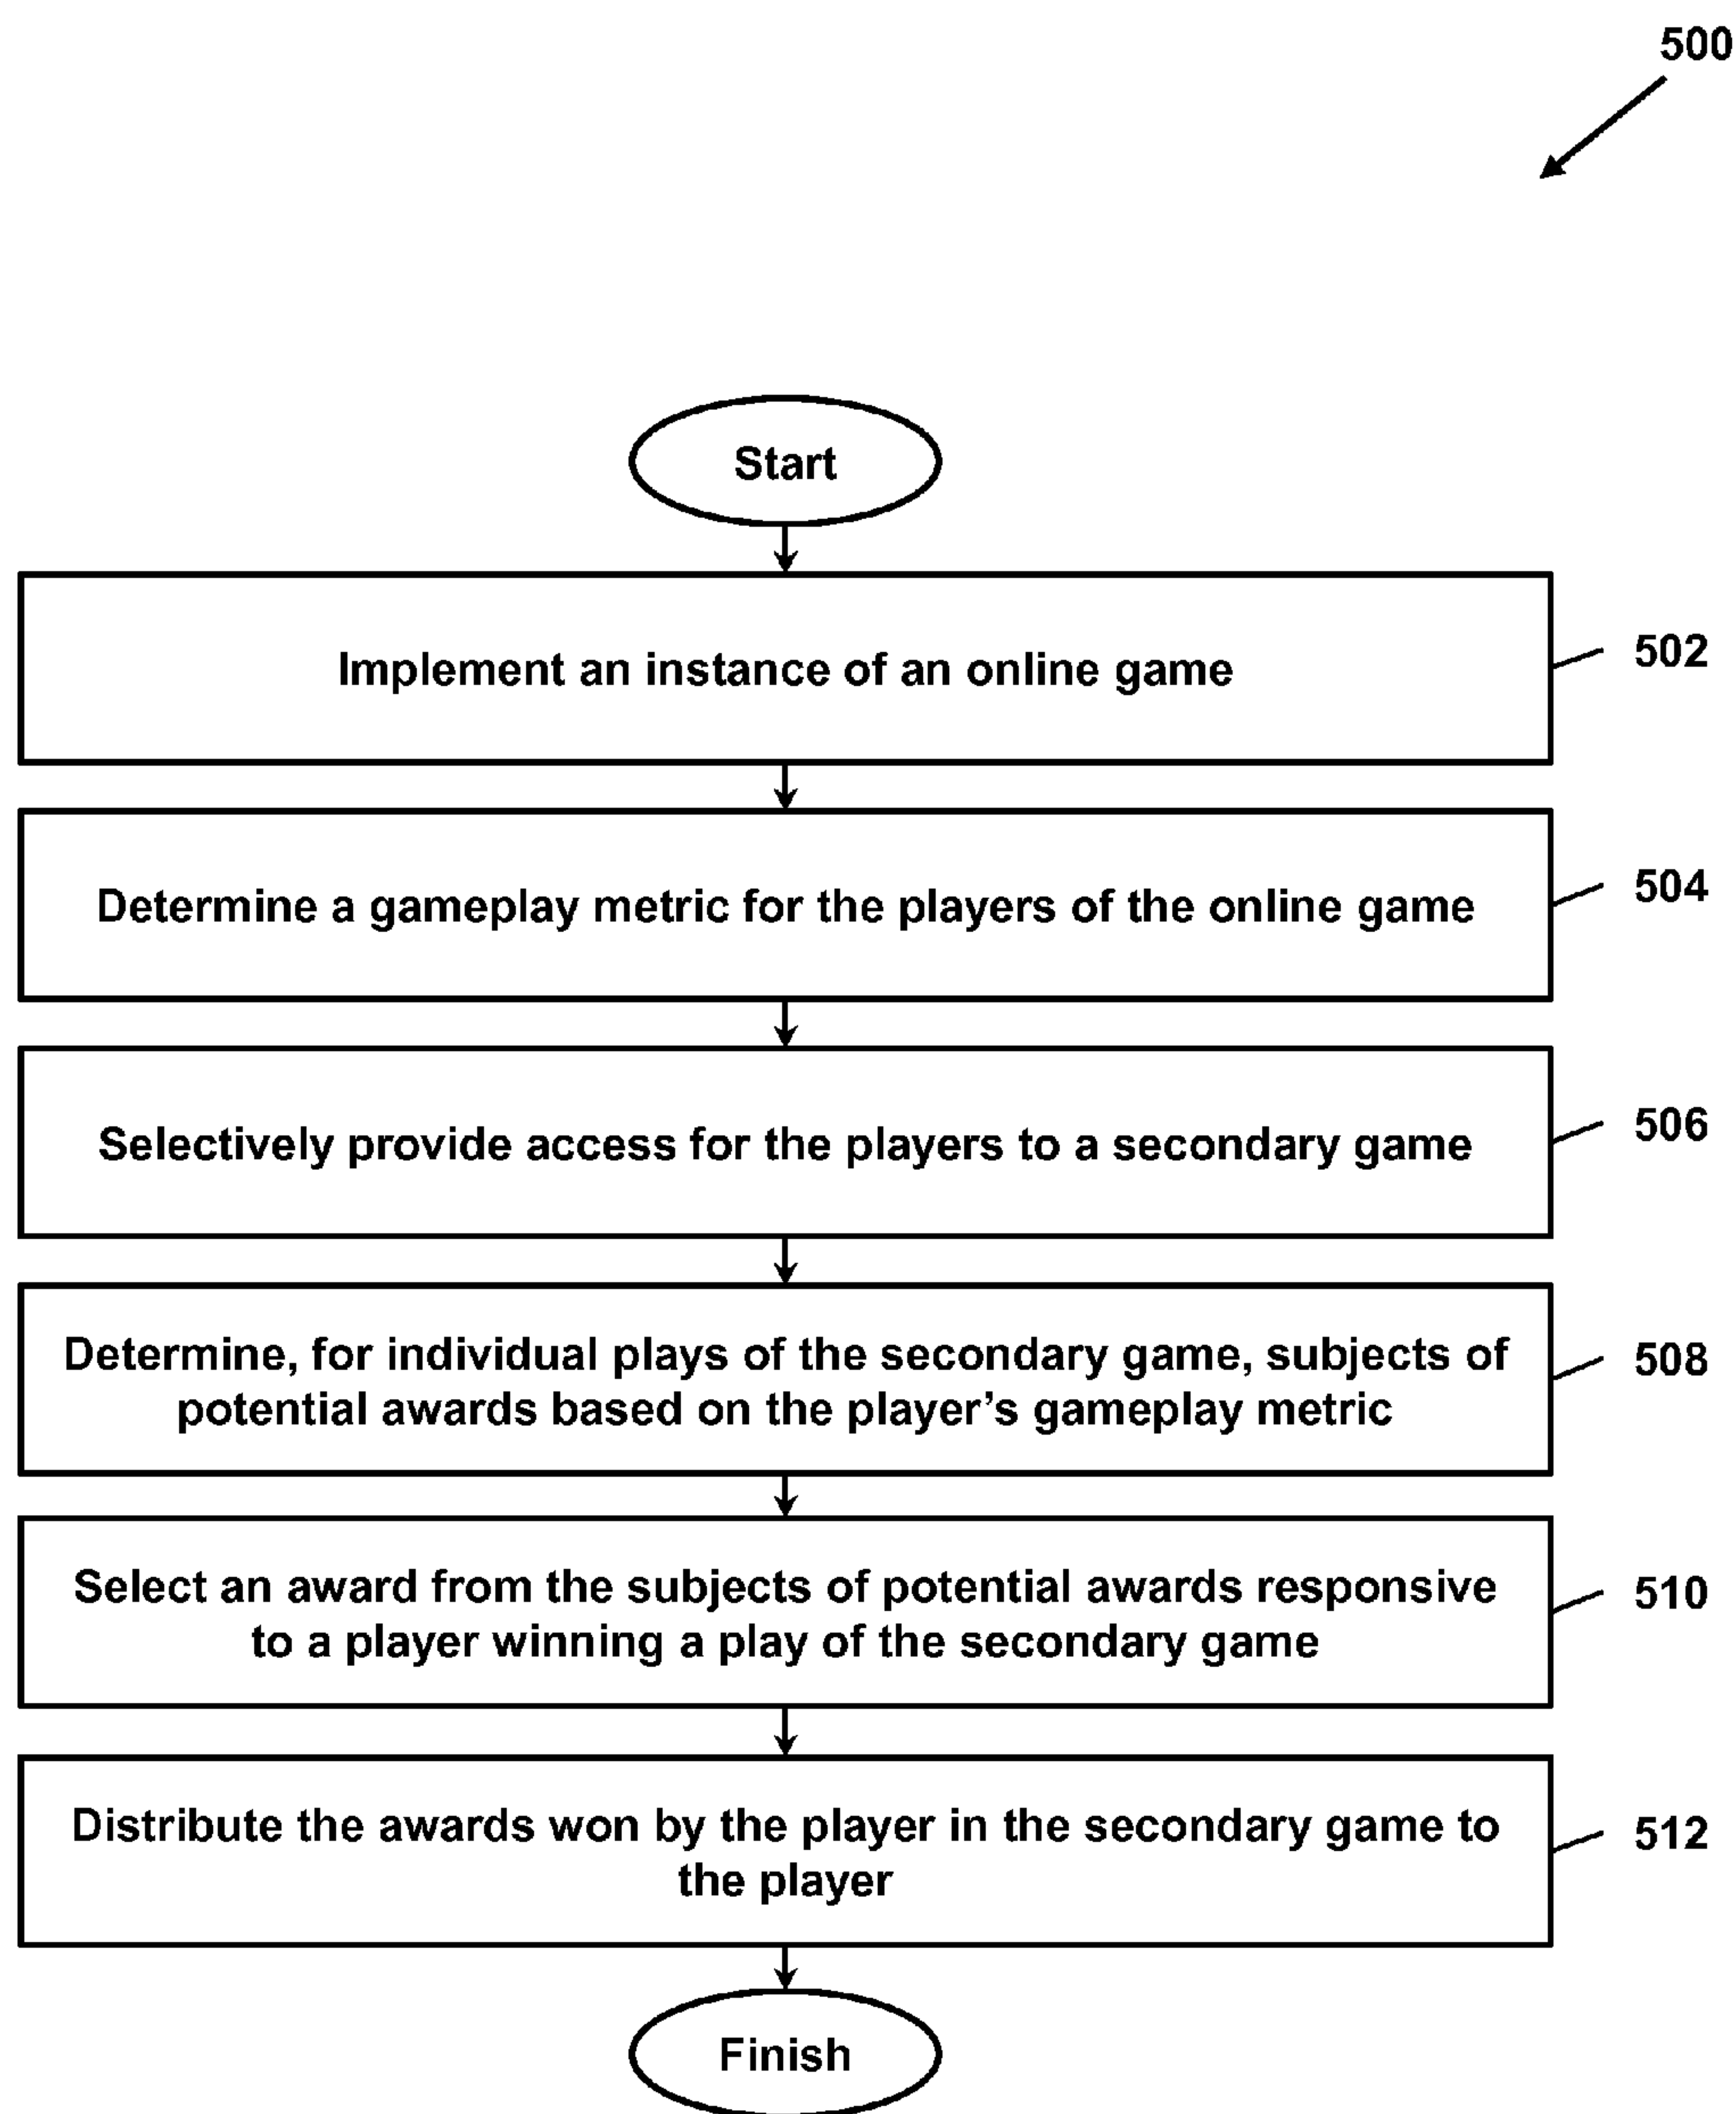 500
Start
Implement an instance of an online game
502
Determine a gameplay metric for the players of the online game
504
Selectively provide access for the players to a secondary game
506
Determine, for individual plays of the secondary game, subjects of
potential awards based on the player’s gameplay metric
508
Select an award from the subjects of potential awards responsive
to a player winning a play of the secondary game
510
Distribute the awards won by the player in the secondary game to
the player
512
Finish